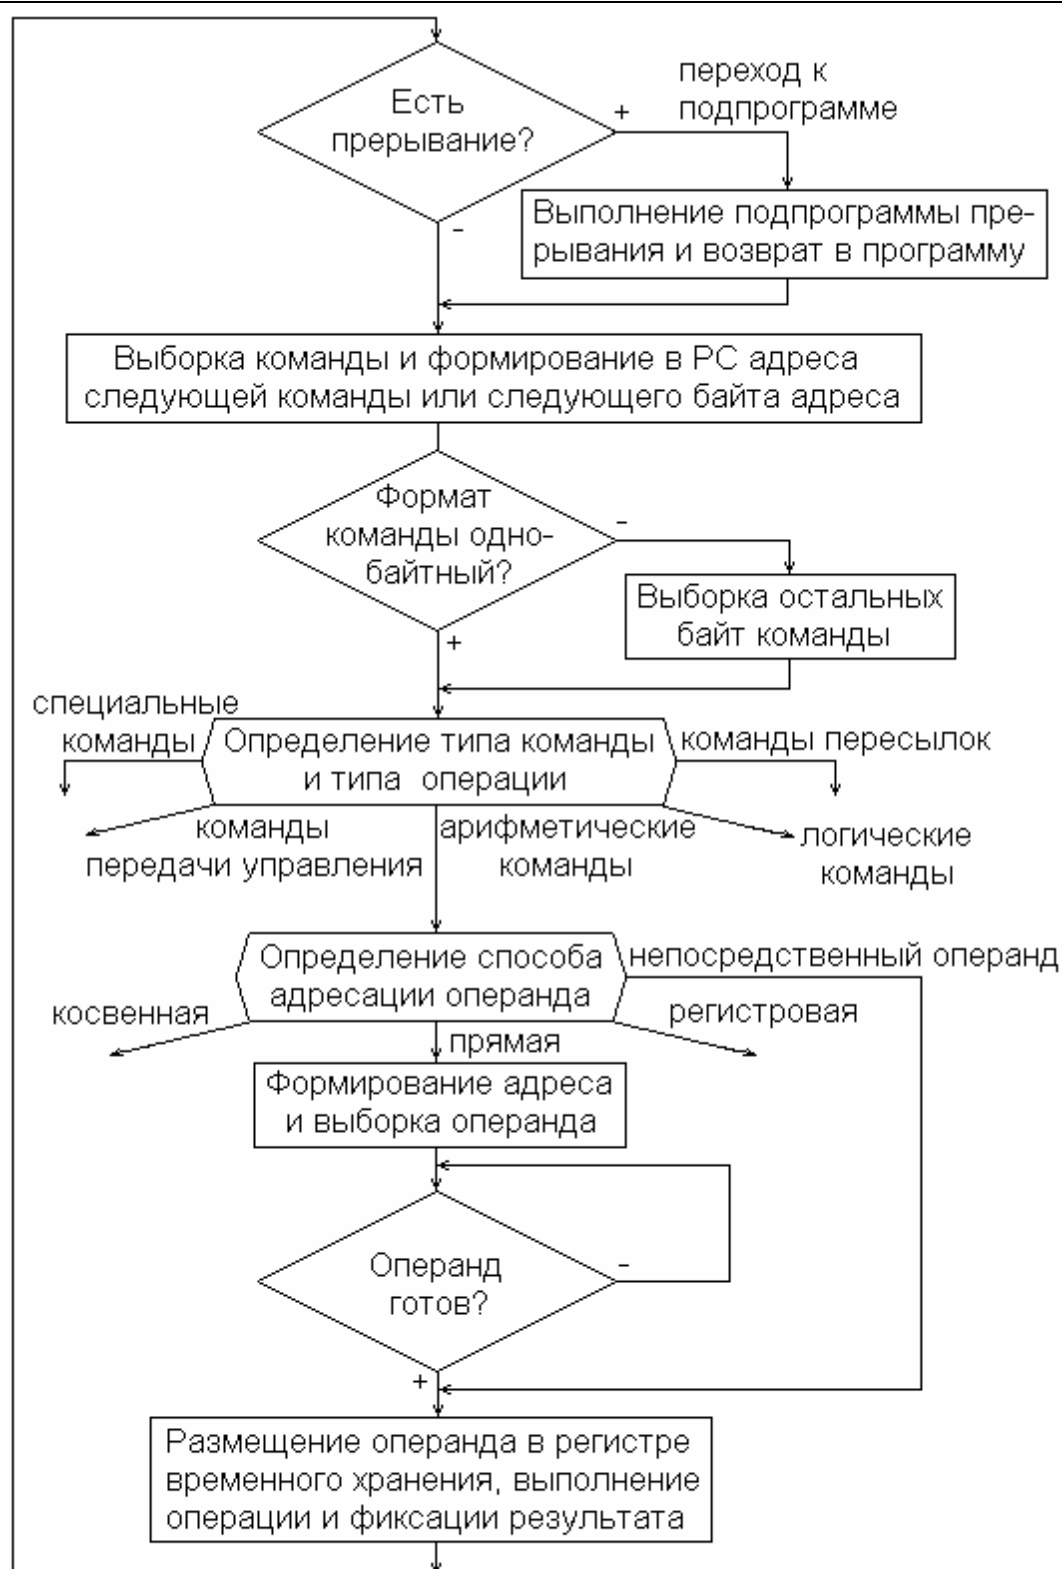 Есть
прерывание?
+
переход к
подпрограмме
-
Выполнение подпрограммы пре-
рывания и возврат в программу
Выборка команды и формирование в РС адреса
следующей команды или следующего байта адреса
Формат
команды одно-
байтный?
-
Выборка остальных
байт команды
+
специальные
команды
Определение типа команды
и типа операции
команды пересылок
команды
передачи управления
арифметические
команды
логические
команды
Определение способа
адресации операнда
непосредственный операнд
косвенная
прямая
регистровая
Формирование адреса
и выборка операнда
Операнд
готов?
-
+
Размещение операнда в регистре
временного хранения, выполнение
операции и фиксации результата